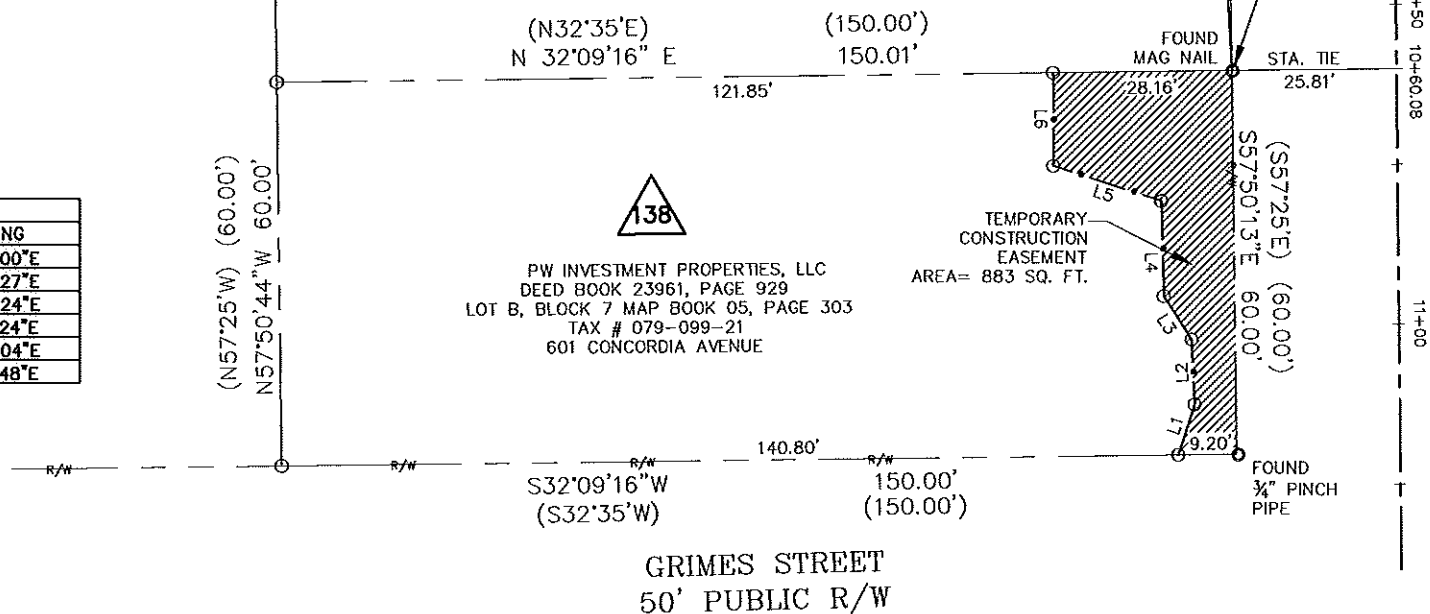 (N32°35'E)
N 32°09'16" E
(150.00')
150.01'
FOUND
MAG NAIL
STA. TIE
25.81'
+50
10+60.08
11+00
121.85'
28.16'
L6
L5
L4
L3
L2
L1
(N57°25'W) (60.00')
N57°50'44"W 60.00'
138
PW INVESTMENT PROPERTIES, LLC
DEED BOOK 23961, PAGE 929
LOT B, BLOCK 7 MAP BOOK 05, PAGE 303
TAX # 079-099-21
601 CONCORDIA AVENUE
TEMPORARY
CONSTRUCTION
EASEMENT
AREA= 883 SQ. FT.
(S57°25'E) (60.00')
S57°50'13"E 60.00'
NG
00"E
27"E
24"E
24"E
04"E
48"E
140.80'
9.20'
R/W
R/W
R/W
R/W
S32°09'16"W
(S32°35'W)
150.00'
(150.00')
FOUND
¾" PINCH
PIPE
GRIMES STREET
50' PUBLIC R/W